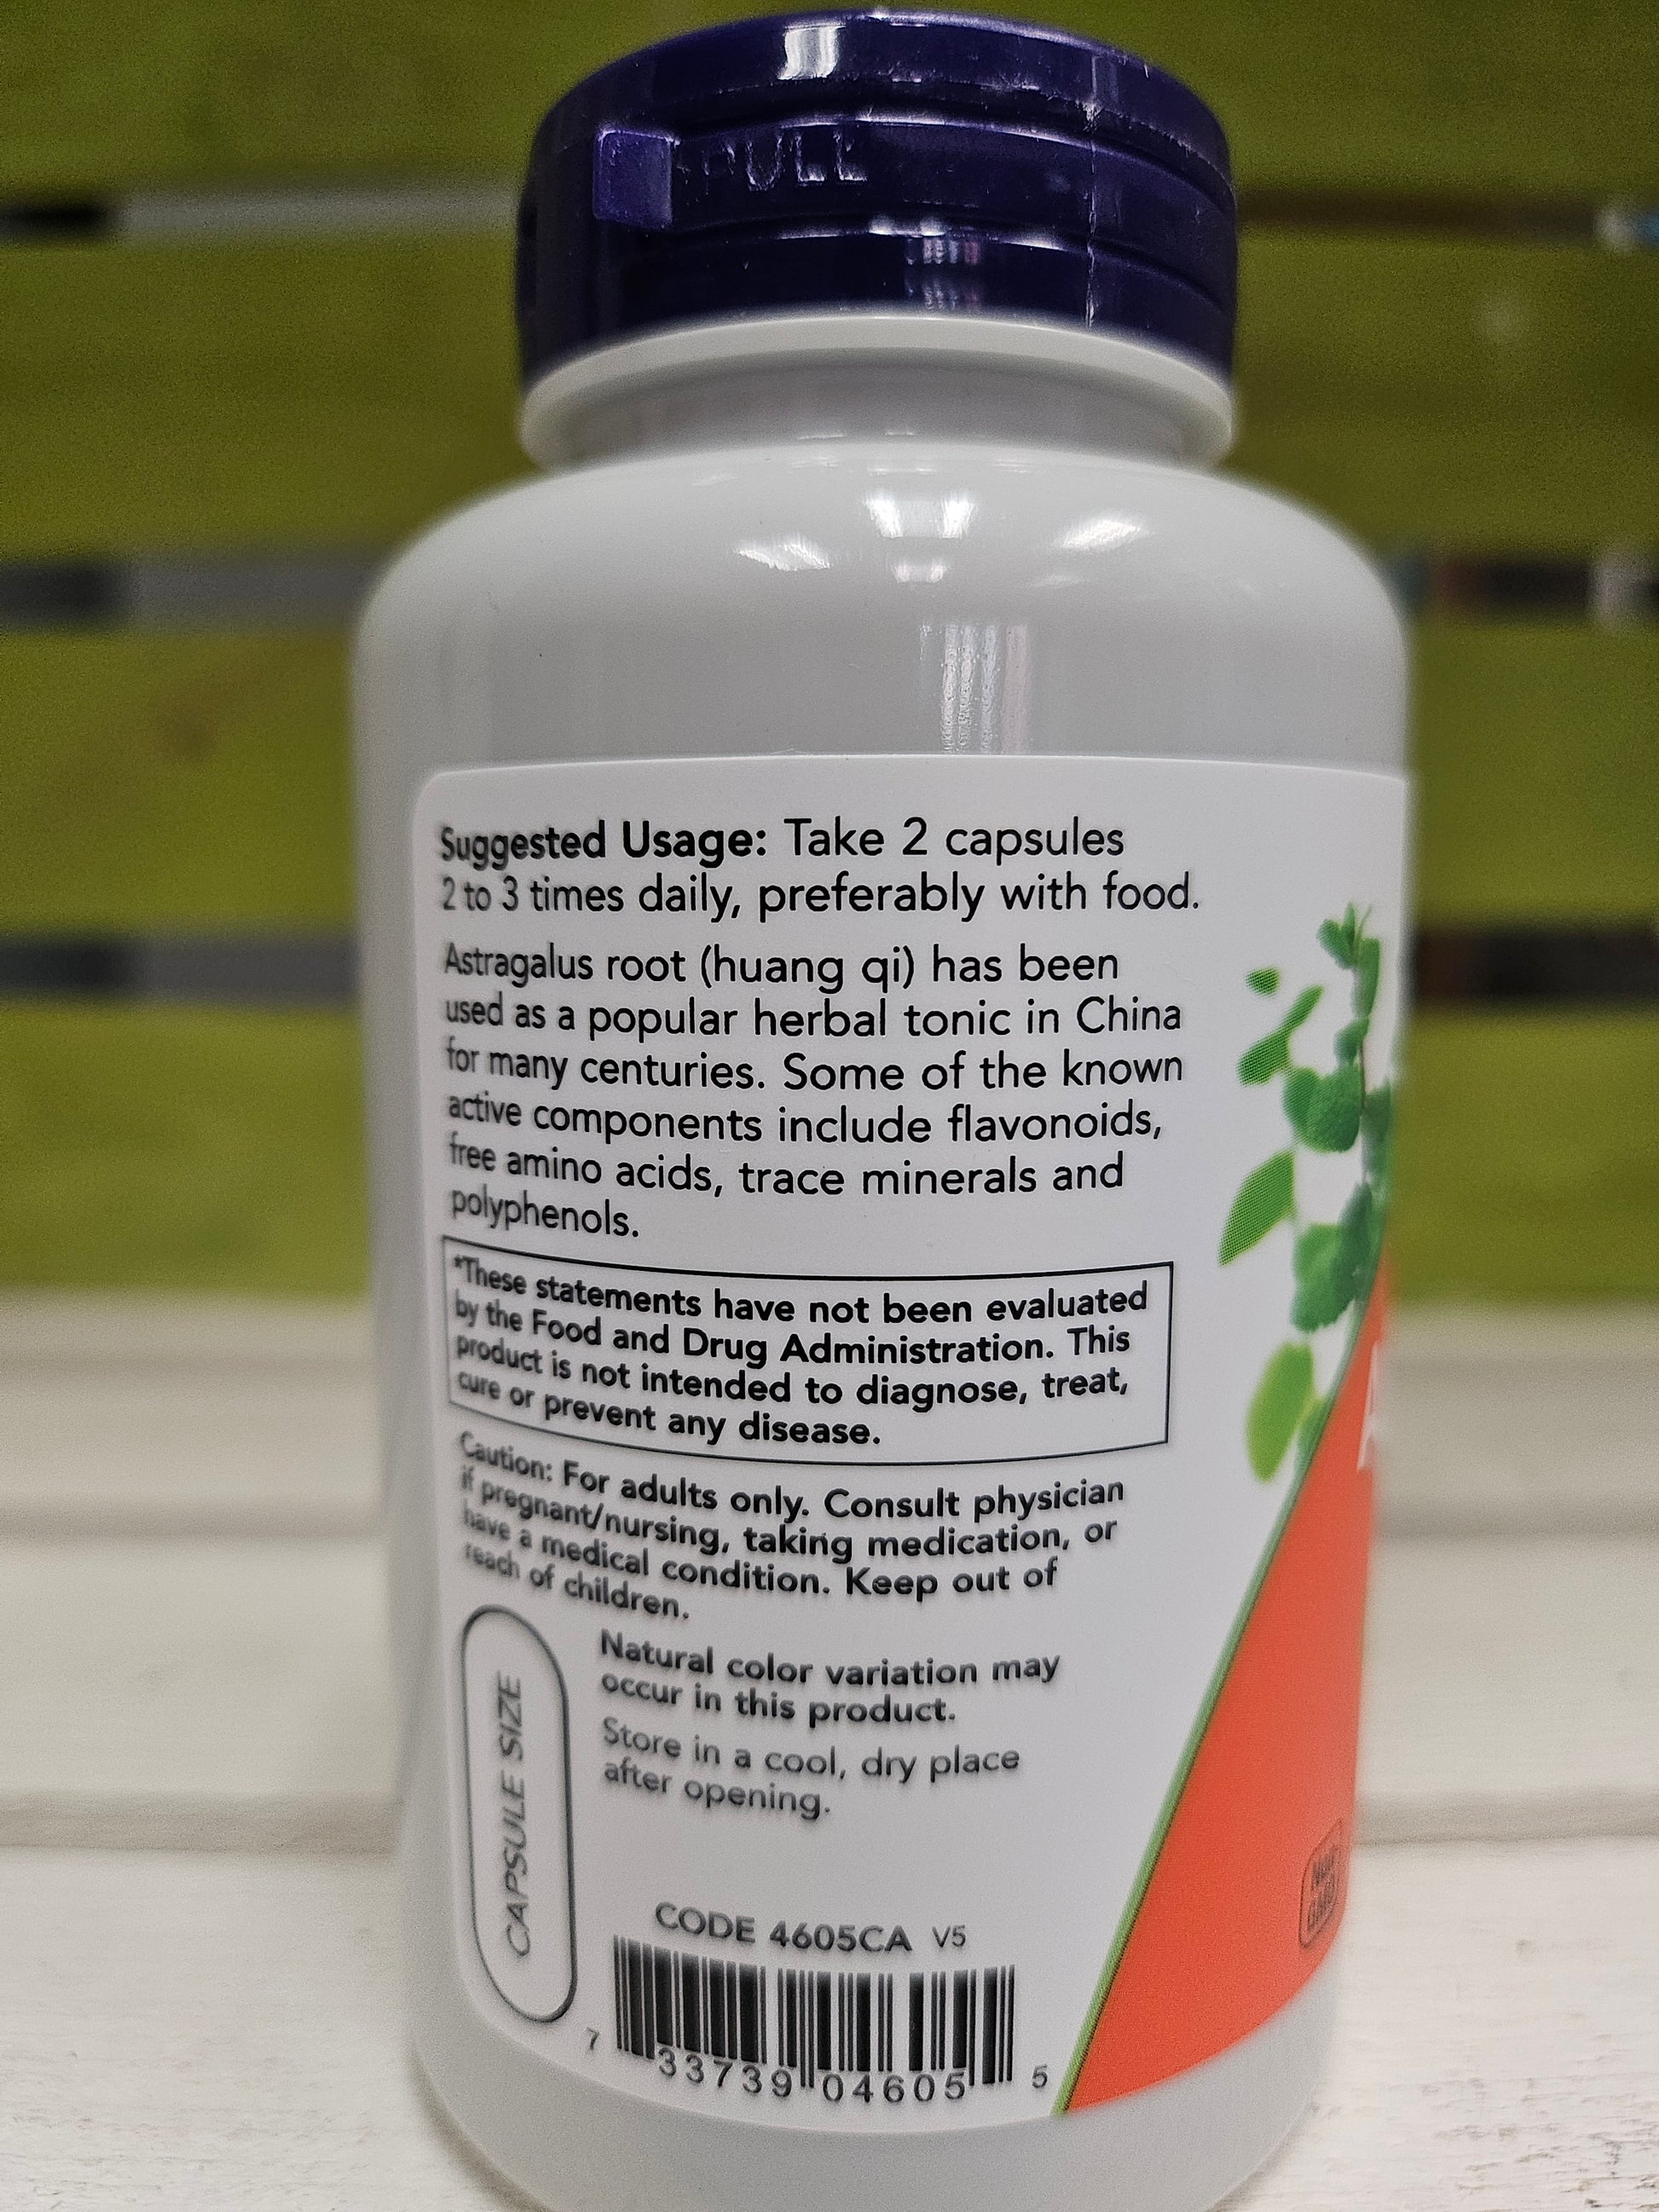 PULL
Suggested Usage: Take 2 capsules
2 to 3 times daily, preferably with food.
Astragalus root (huang qi) has been
used as a popular herbal tonic in China
for many centuries. Some of the known
active components include flavonoids,
free amino acids, trace minerals and
polyphenols.
*These statements have not been evaluated
by the Food and Drug Administration. This
product is not intended to diagnose, treat,
cure or prevent any disease.
Caution: For adults only. Consult physician
if pregnant/nursing, taking medication, or
have a medical condition. Keep out of
reach of children.
Natural color variation may
occur in this product.
Store in a cool, dry place
after opening.
CAPSULE SIZE
CODE 4605CA V5
7 33739 04605 5